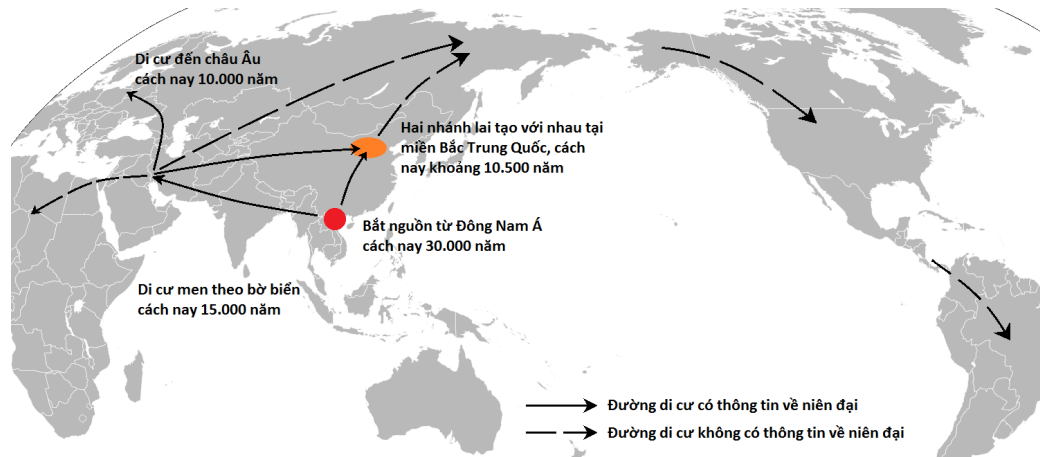 Di cư đến châu Âu
cách nay 10.000 năm
Hai nhánh lai tạo với nhau tại
miền Bắc Trung Quốc, cách
nay khoảng 10.500 năm
Bắt nguồn từ Đông Nam Á
cách nay 30.000 năm
Di cư men theo bờ biển
cách nay 15.000 năm
Đường di cư có thông tin về niên đại
Đường di cư không có thông tin về niên đại